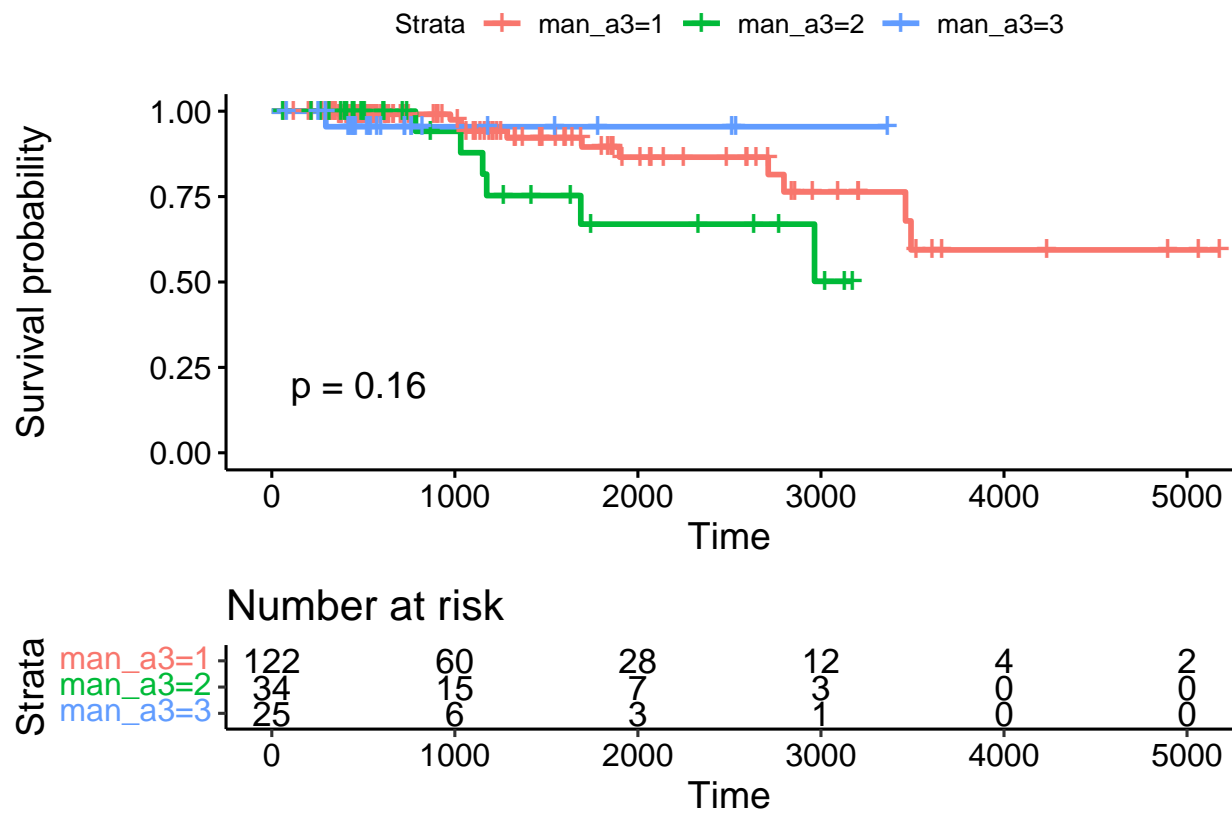 Strata man_a3=1 man_a3=2 man_a3=3
Survival probability
1.00
0.75
0.50
0.25
0.00
p = 0.16
0 1000 2000 3000 4000 5000
Time
Number at risk
Strata
man_a3=1 122 60 28 12 4 2
man_a3=2 34 15 7 3 0 0
man_a3=3 25 6 3 1 0 0
0 1000 2000 3000 4000 5000
Time